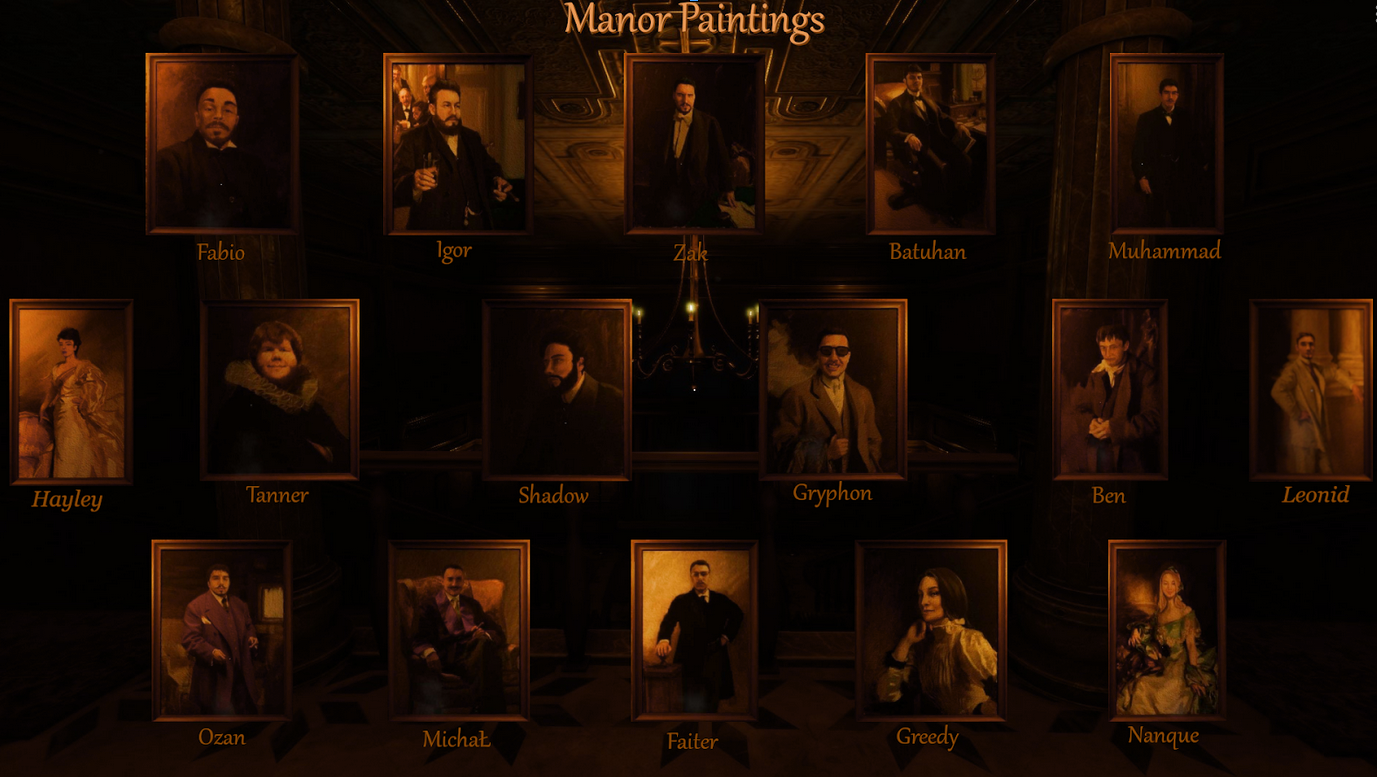 Manor Paintings
Fabio
Igor
Zak
Batuhan
Muhammad
Hayley
Tanner
Shadow
Gryphon
Ben
Leonid
Ozan
MichaŁ
Faiter
Greedy
Nanque